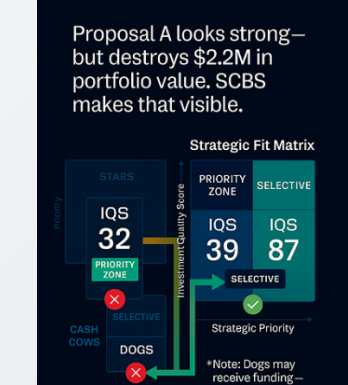 Proposal A looks strong—
but destroys $2.2M in
portfolio value. SCBS
makes that visible.
Strategic Fit Matrix
STARS
Priority
IQS
32
PRIORITY
ZONE
SELECTIVE
CASH
COWS
DOGS
Investment Quality Score
PRIORITY
ZONE
SELECTIVE
IQS
39
IQS
87
SELECTIVE
Strategic Priority
*Note: Dogs may
receive funding—